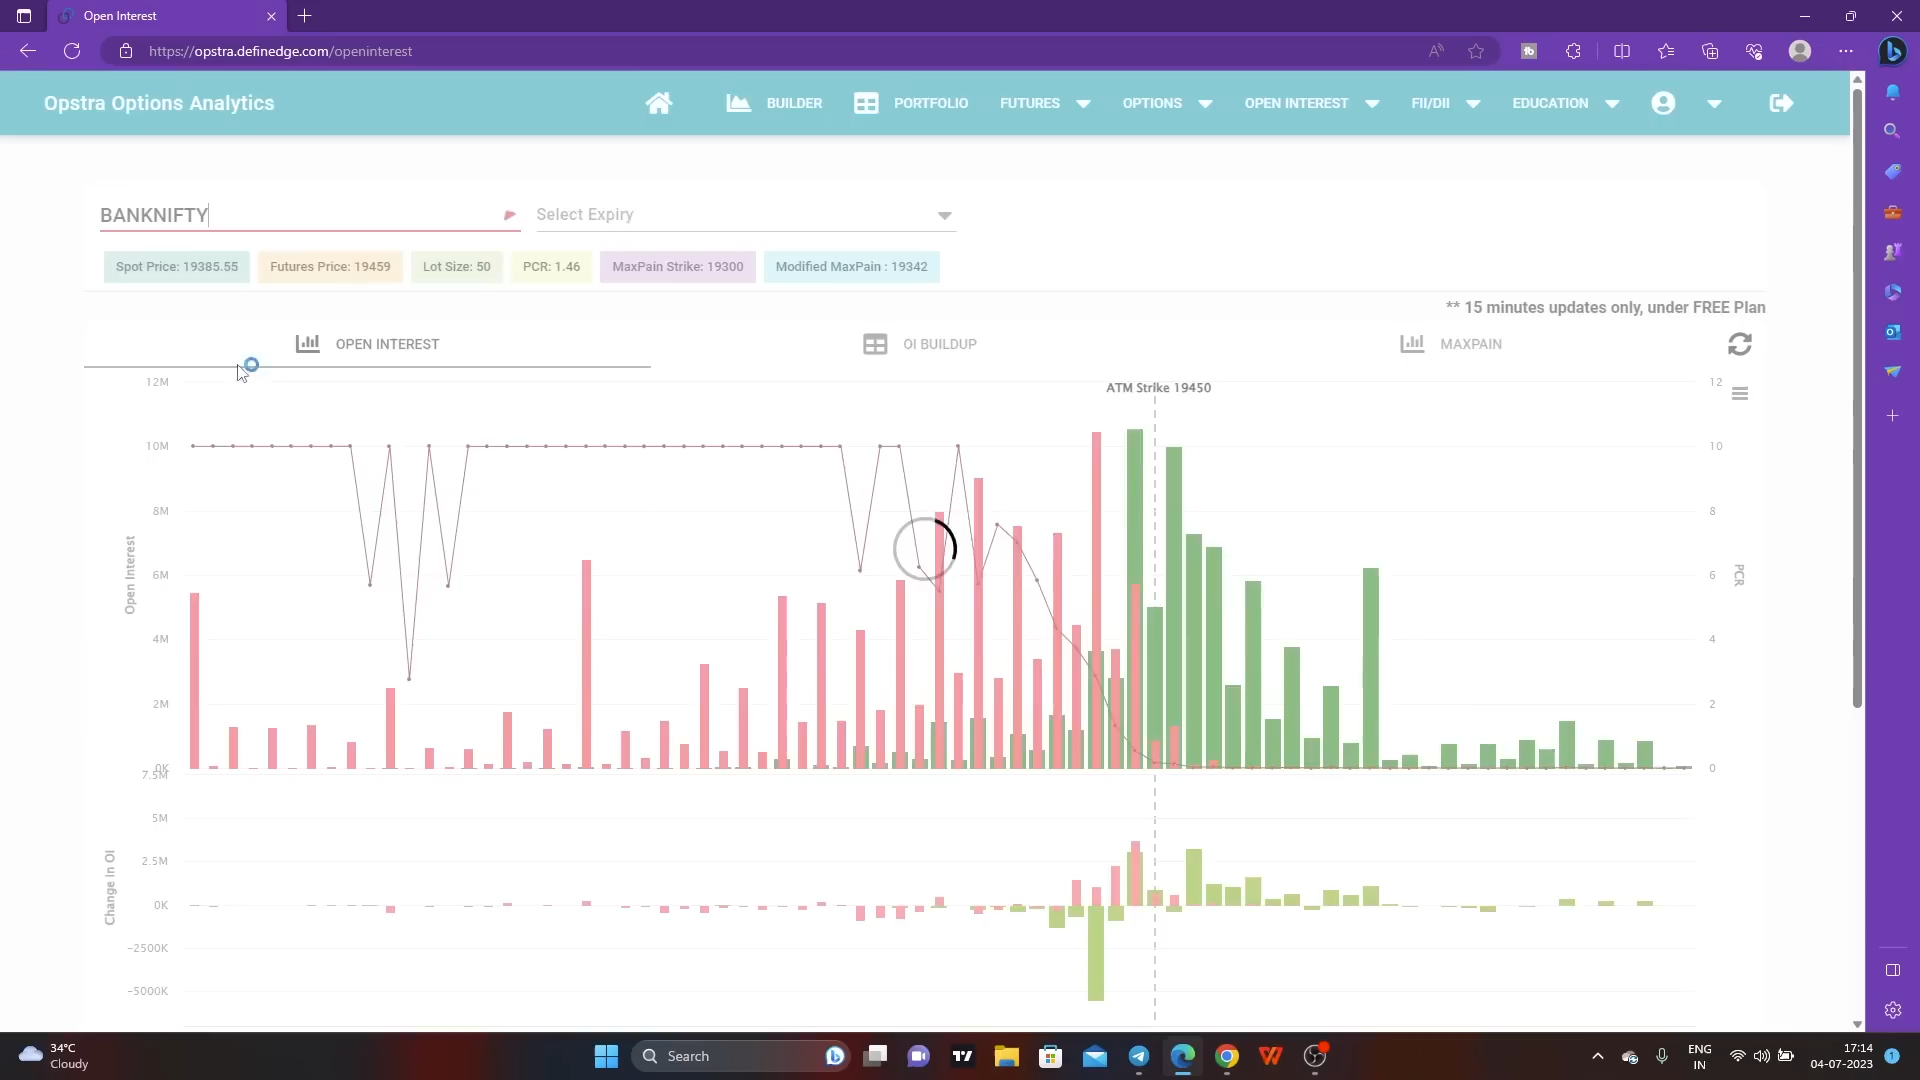 Open Interest
https://opstra.definedge.com/openinterest
Opstra Options Analytics
BUILDER
PORTFOLIO
FUTURES
OPTIONS
OPEN INTEREST
FII/DII
EDUCATION
BANKNIFTY
Select Expiry
Spot Price: 19385.55
Futures Price: 19459
Lot Size: 50
PCR: 1.46
MaxPain Strike: 19300
Modified MaxPain : 19342
** 15 minutes updates only, under FREE Plan
OPEN INTEREST
OI BUILDUP
MAXPAIN
ATM Strike 19450
12M
10M
8M
6M
4M
2M
0K
Open Interest
12
10
8
6
4
2
0
PCR
7.5M
5M
2.5M
0K
−2500K
−5000K
Change in OI
34°C
Cloudy
Search
ENG
IN
17:14
04-07-2023
1